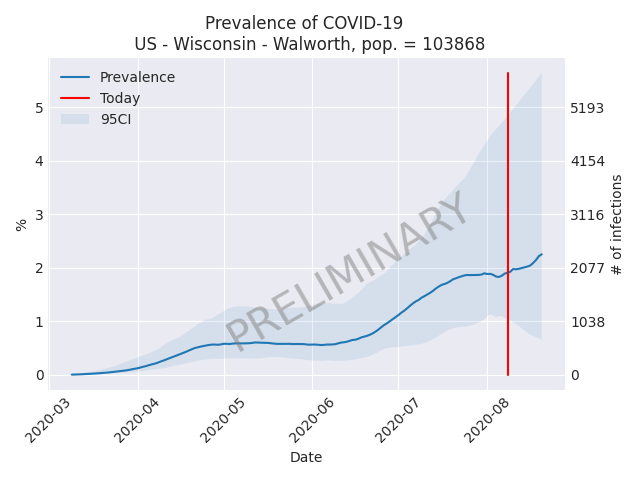 Prevalence of COVID-19
US - Wisconsin - Walworth, pop. = 103868
Prevalence
Today
95CI
PRELIMINARY
%
5
4
3
2
1
0
5193
4154
3116
2077
1038
0
# of infections
2020-03
2020-04
2020-05
2020-06
2020-07
2020-08
Date